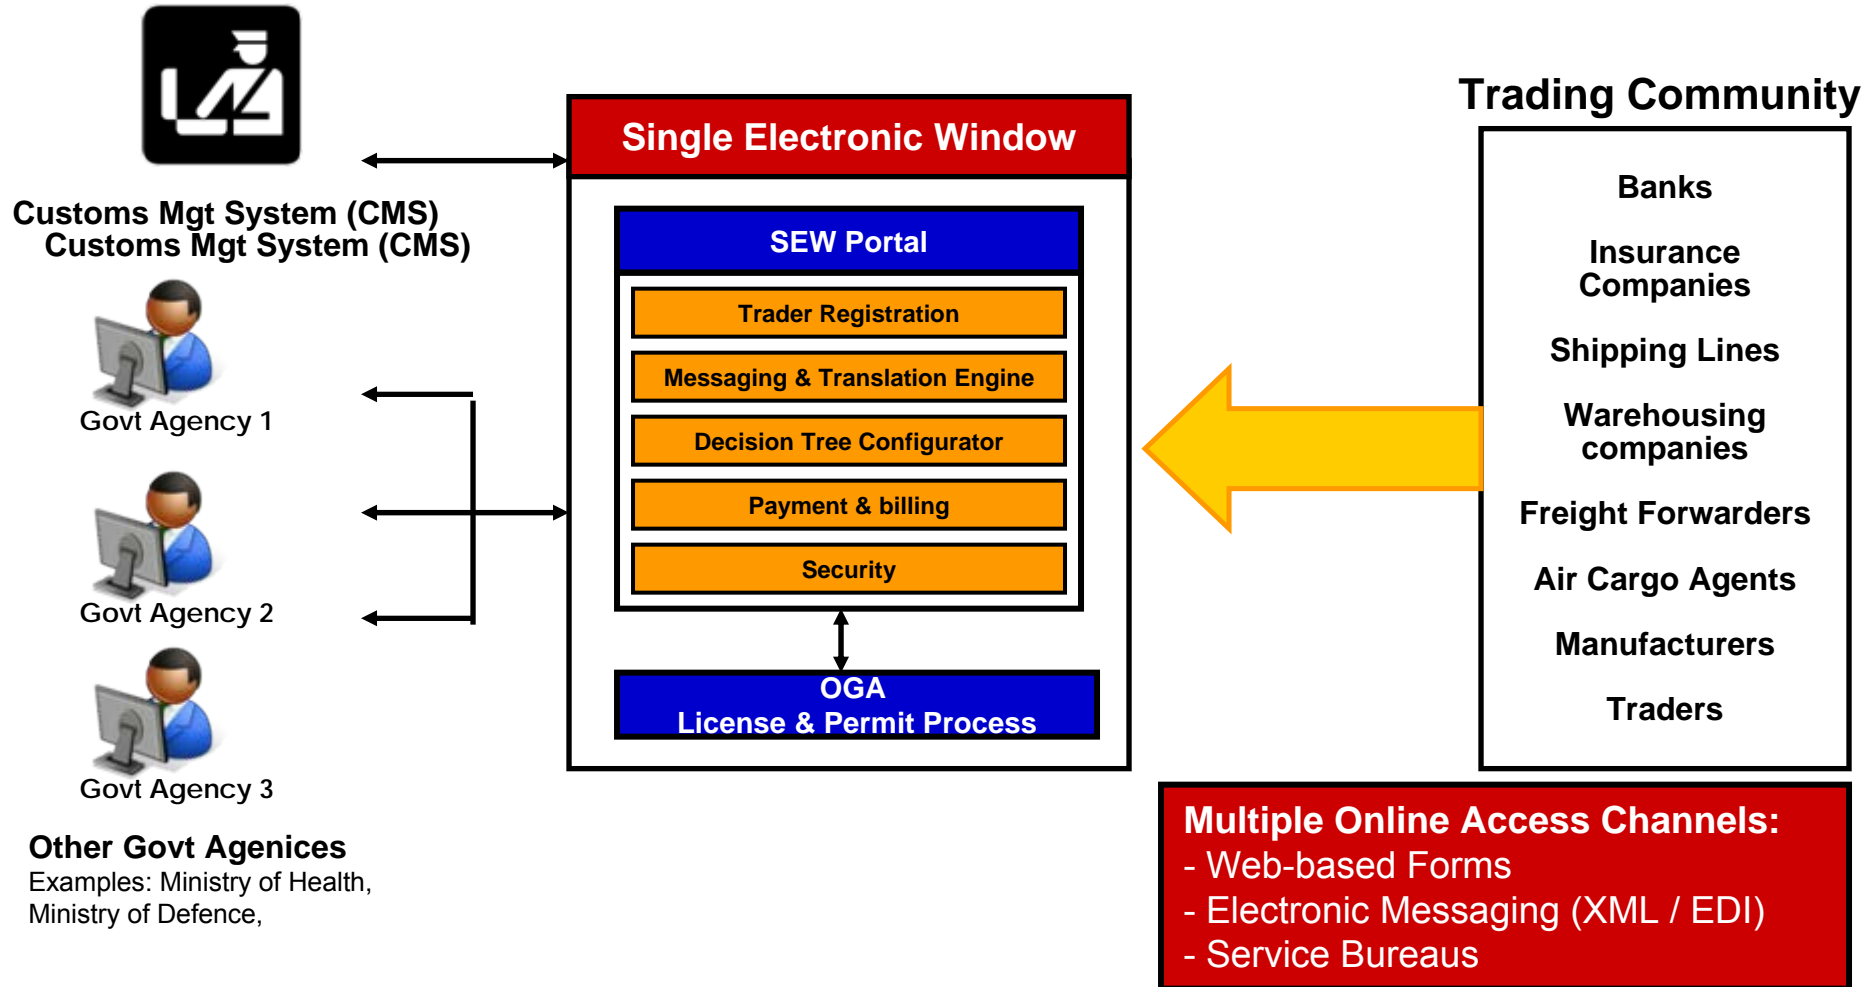 Customs Mgt System (CMS)
Customs Mgt System (CMS)
Govt Agency 1
Govt Agency 2
Govt Agency 3
Other Govt Agenices
Examples: Ministry of Health,
Ministry of Defence,
Single Electronic Window
SEW Portal
Trader Registration
Messaging & Translation Engine
Decision Tree Configurator
Payment & billing
Security
OGA
License & Permit Process
Trading Community
Banks
Insurance
Companies
Shipping Lines
Warehousing
companies
Freight Forwarders
Air Cargo Agents
Manufacturers
Traders
Multiple Online Access Channels:
- Web-based Forms
- Electronic Messaging (XML / EDI)
- Service Bureaus